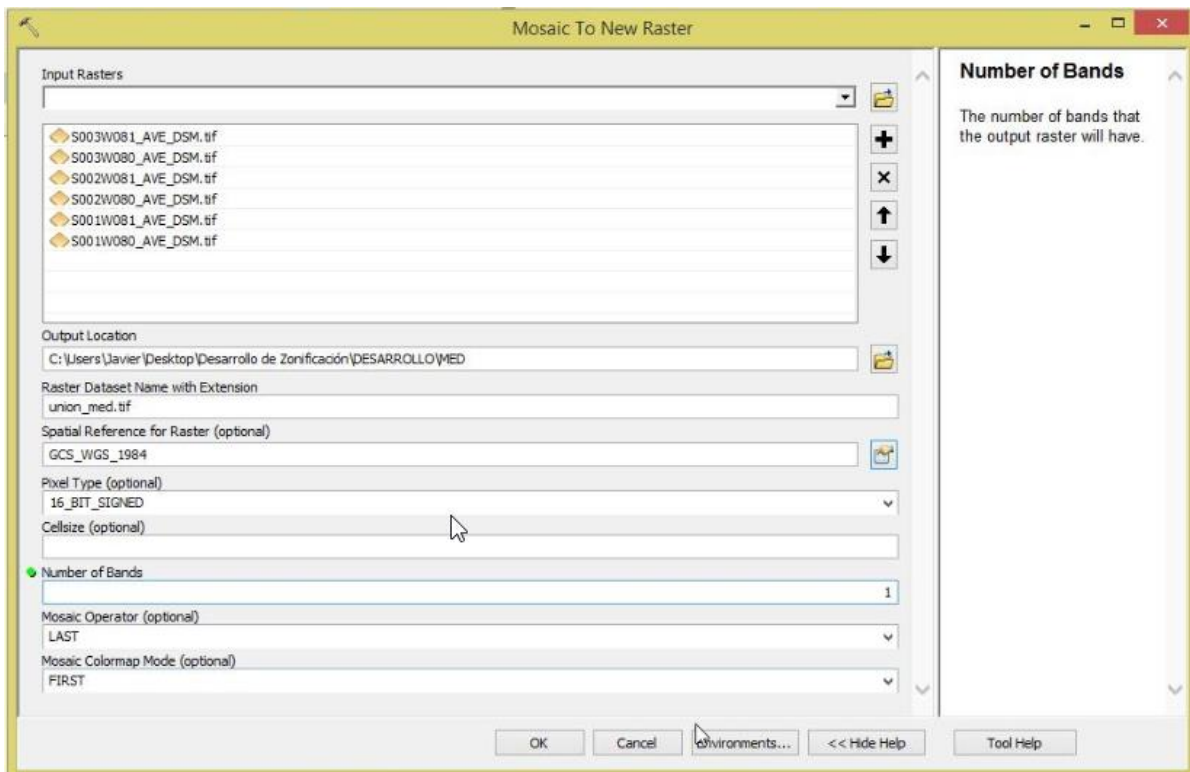 Mosaic To New Raster
Input Rasters
S003W081_AVE_DSM.tif
S003W080_AVE_DSM.tif
S002W081_AVE_DSM.tif
S002W080_AVE_DSM.tif
S001W081_AVE_DSM.tif
S001W080_AVE_DSM.tif
Output Location
C:\Users\Javier\Desktop\Desarrollo de Zonificación\DESARROLLO\MED
Raster Dataset Name with Extension
union_med.tif
Spatial Reference for Raster (optional)
GCS_WGS_1984
Pixel Type (optional)
16_BIT_SIGNED
Cellsize (optional)
Number of Bands
1
Mosaic Operator (optional)
LAST
Mosaic Colormap Mode (optional)
FIRST
Number of Bands
The number of bands that
the output raster will have.
OK
Cancel
Environments...
<< Hide Help
Tool Help